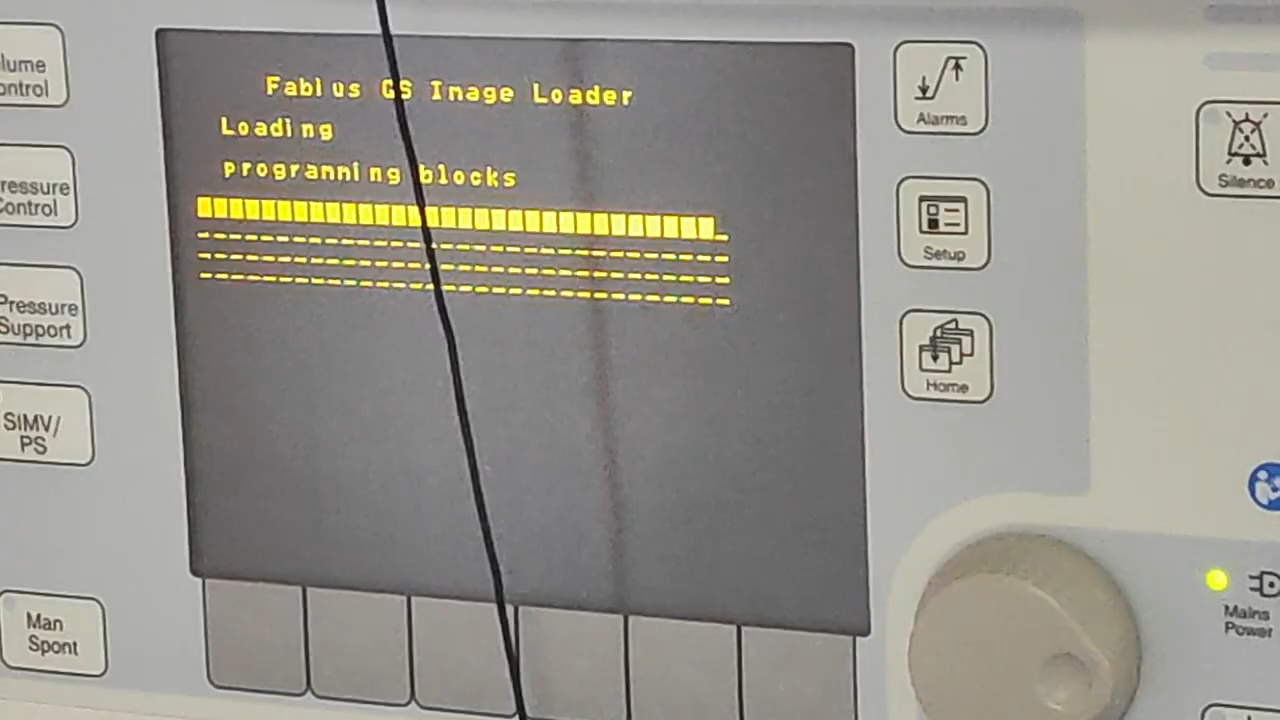 Fabius GS Image Loader
Loading
programming blocks
lume
ontrol
ressure
Control
Pressure
Support
SIMV/
PS
Man
Spont
Alarms
Setup
Home
Silence
Mains
Power